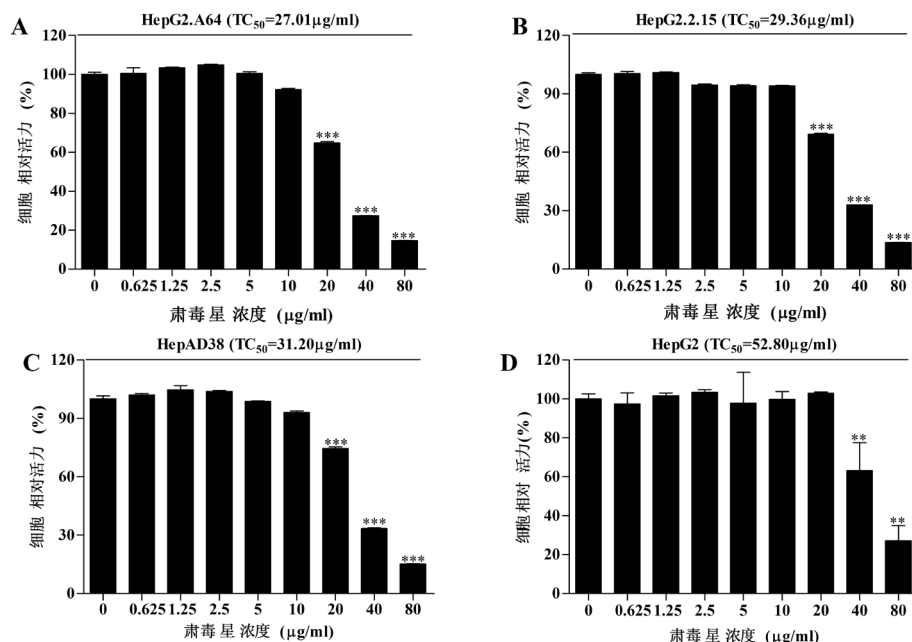 A
HepG2.A64 (TC50=27.01μg/ml)
120
100
80
60
40
20
0
细胞 相对活力 (%)
***
***
***
0 0.625 1.25 2.5 5 10 20 40 80
肃毒星 浓度 (μg/ml)
B
HepG2.2.15 (TC50=29.36μg/ml)
120
90
60
30
0
细胞 相对活力 (%)
***
***
***
0 0.625 1.25 2.5 5 10 20 40 80
肃毒星 浓度 (μg/ml)
C
HepAD38 (TC50=31.20μg/ml)
120
90
60
30
0
细胞 相对活力 (%)
***
***
***
0 0.625 1.25 2.5 5 10 20 40 80
肃毒星 浓度 (μg/ml)
D
HepG2 (TC50=52.80μg/ml)
120
100
80
60
40
20
0
细胞 相对 活力(%)
**
**
0 0.625 1.25 2.5 5 10 20 40 80
肃毒星 浓度 (μg/ml)